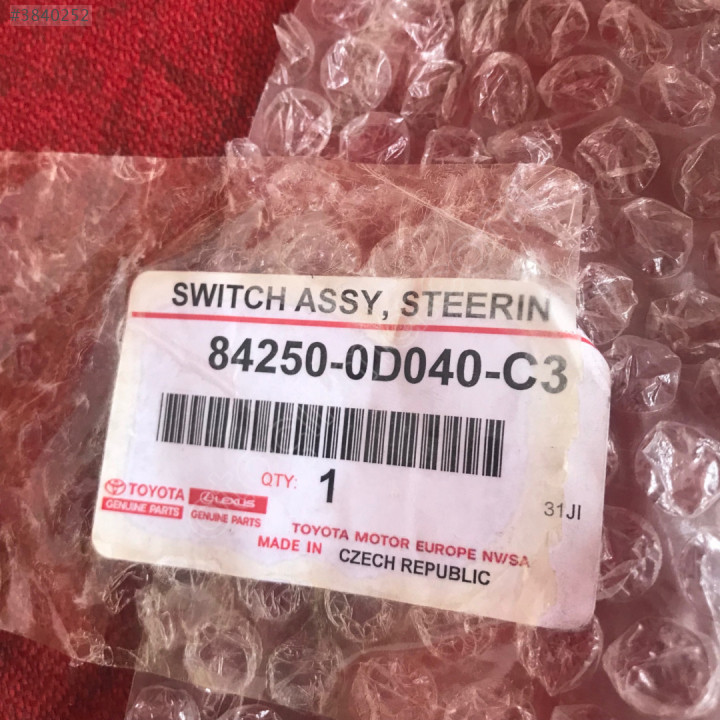 #3840252
SWITCH ASSY, STEERIN
84250-0D040-C3
QTY: 1
31JI
TOYOTA
GENUINE PARTS
LEXUS
GENUINE PARTS
TOYOTA MOTOR EUROPE NV/SA
MADE IN CZECH REPUBLIC